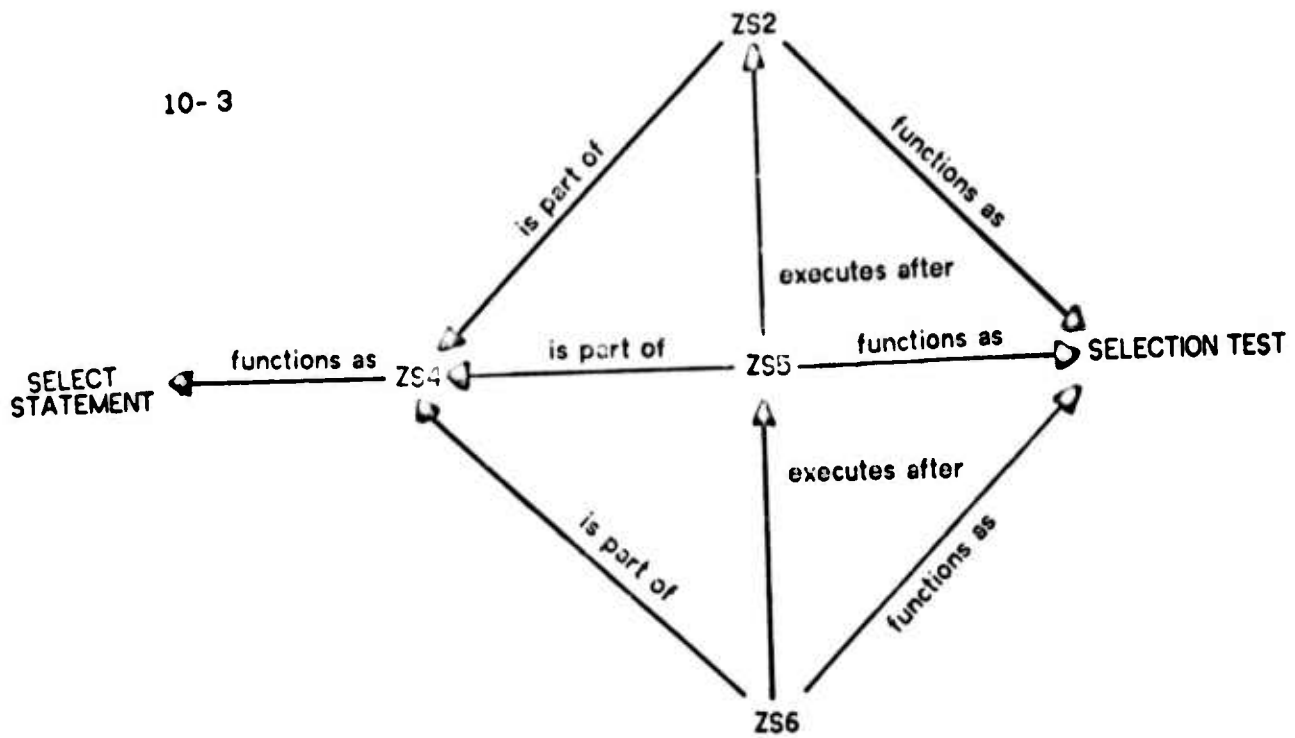 ZS2
10-3
is part of
functions as
executes after
SELECT
STATEMENT
functions as
ZS4
is part of
ZS5
functions as
SELECTION TEST
executes after
is part of
functions as
ZS6